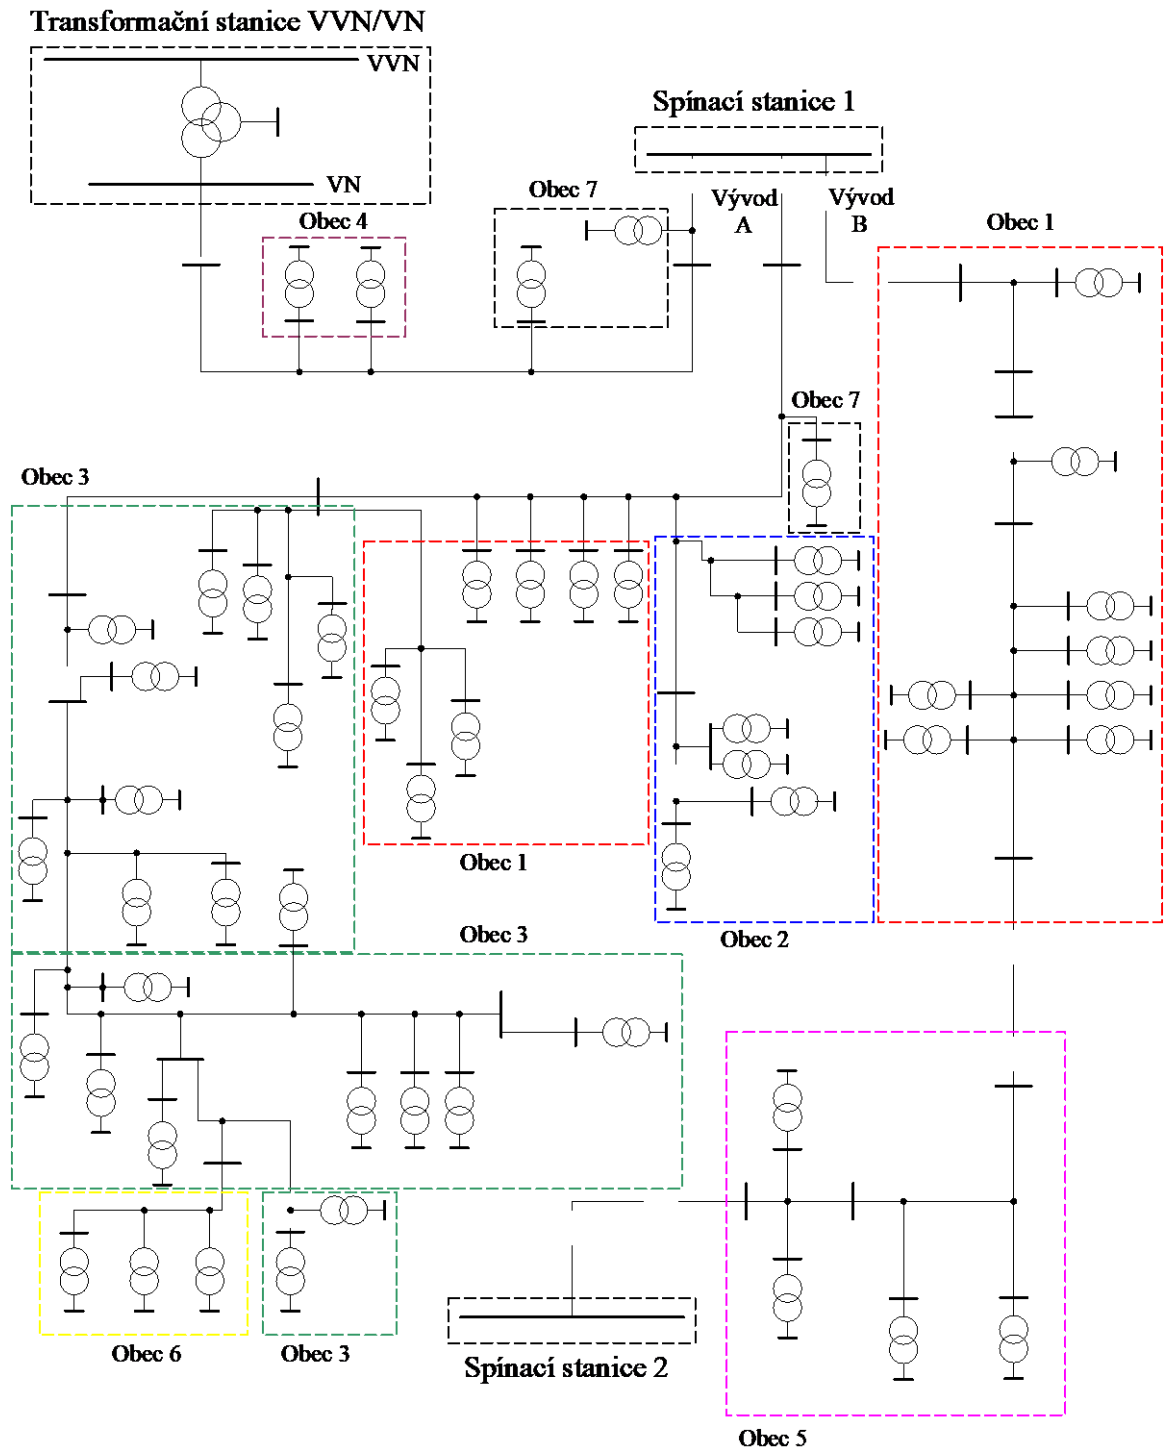 Transformační stanice VVN/VN
VVN
VN
Spínací stanice 1
Obec 7
Vývod
A
Vývod
B
Obec 4
Obec 1
Obec 7
Obec 3
Obec 1
Obec 2
Obec 3
Obec 6
Obec 3
Spínací stanice 2
Obec 5